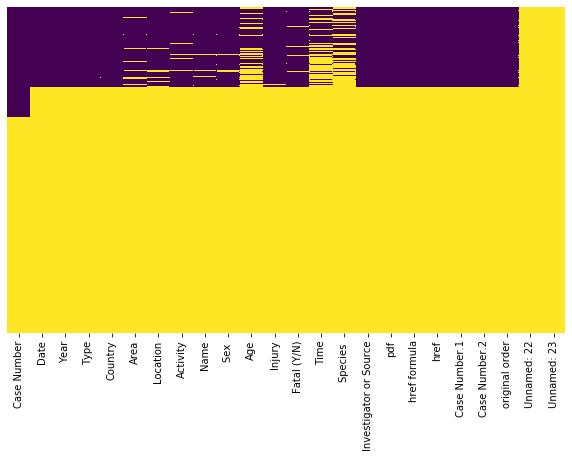 Case Number
Date
Year
Type
Country
Area
Location
Activity
Name
Sex
Age
Injury
Fatal (Y/N)
Time
Species
Investigator or Source
pdf
href formula
href
Case Number.1
Case Number.2
original order
Unnamed: 22
Unnamed: 23